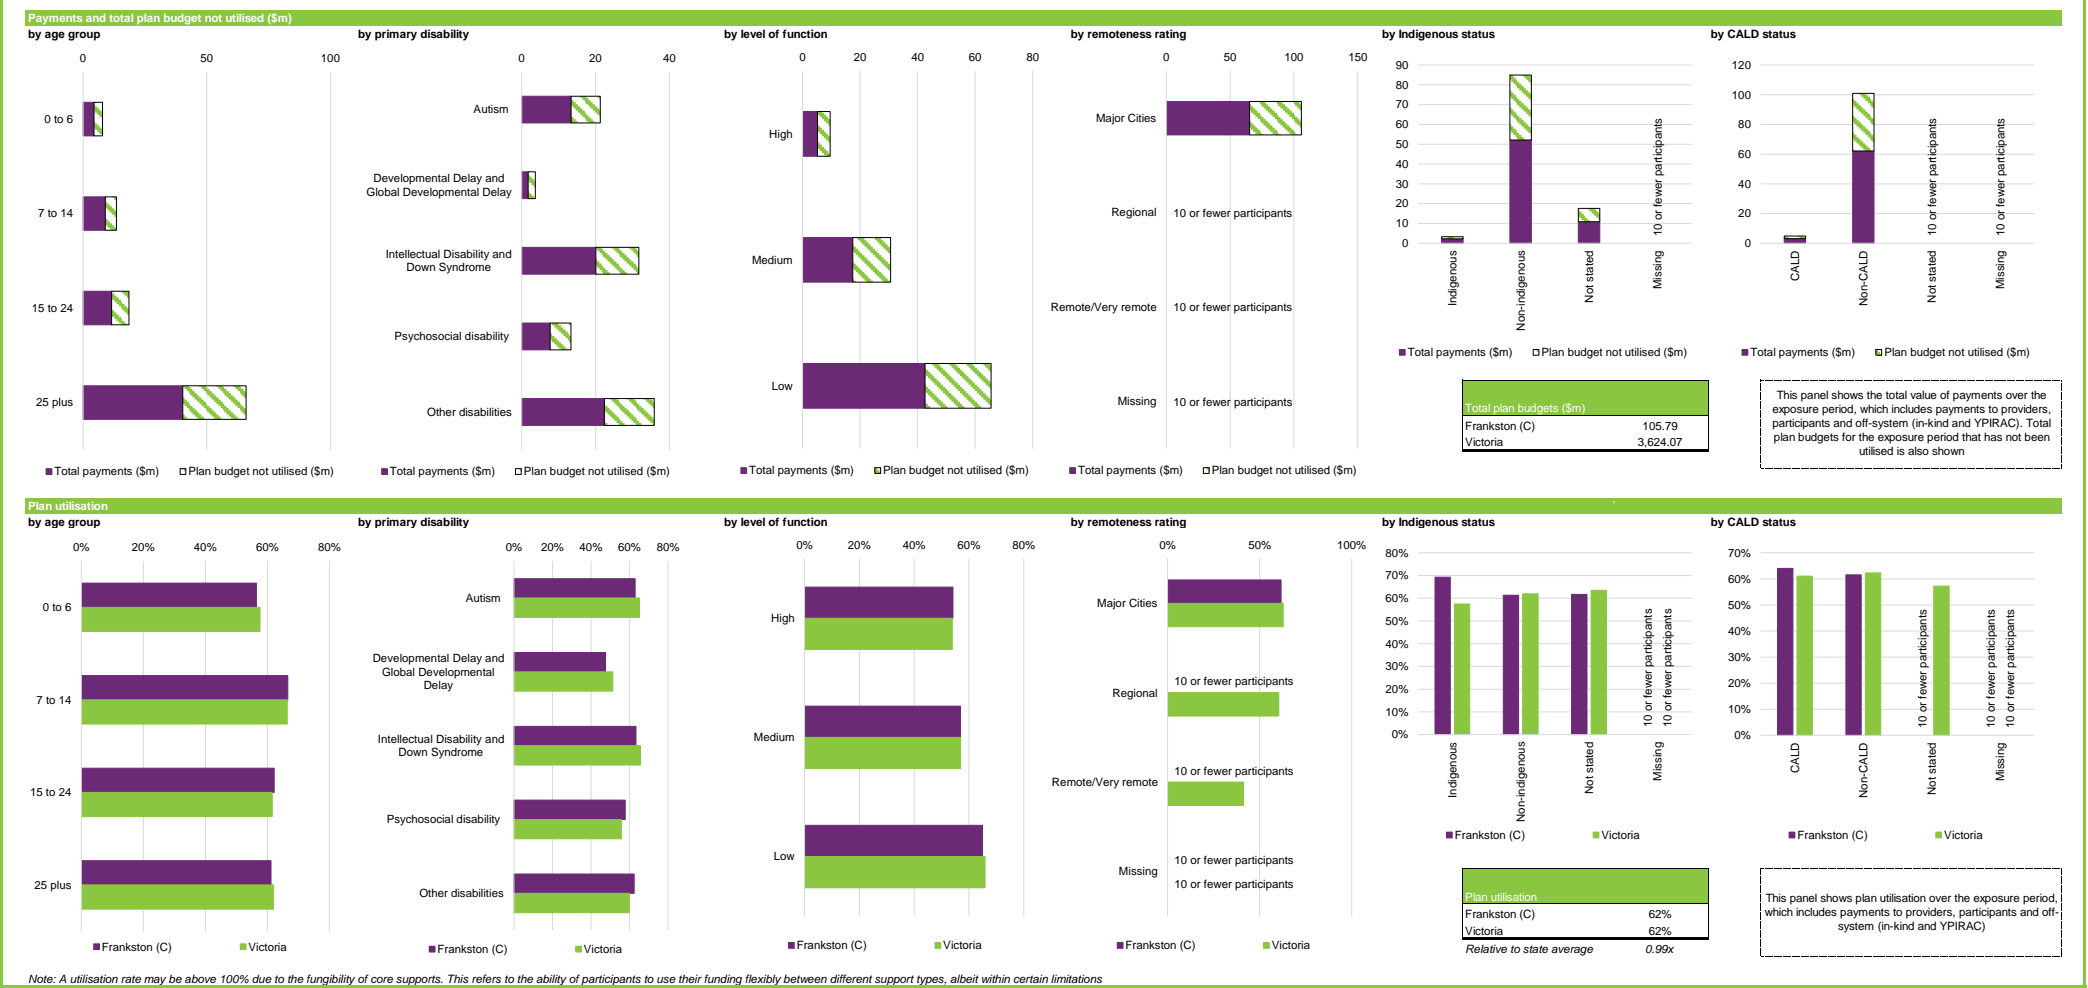 Payments and total plan budget not utilised ($m)
by age group
0 50 100
0 to 6
7 to 14
15 to 24
25 plus
Total payments ($m) Plan budget not utilised ($m)
by primary disability
0 20 40
Autism
Developmental Delay and
Global Developmental Delay
Intellectual Disability and
Down Syndrome
Psychosocial disability
Other disabilities
Total payments ($m) Plan budget not utilised ($m)
by level of function
0 20 40 60 80
High
Medium
Low
Total payments ($m) Plan budget not utilised ($m)
by remoteness rating
0 50 100 150
Major Cities
Regional 10 or fewer participants
Remote/Very remote 10 or fewer participants
Missing 10 or fewer participants
Total payments ($m) Plan budget not utilised ($m)
by Indigenous status
90
80
70
60
50
40
30
20
10
0
10 or fewer participants
Indigenous
Non-indigenous
Not stated
Missing
Total payments ($m) Plan budget not utilised ($m)
by CALD status
120
100
80
60
40
20
0
10 or fewer participants
10 or fewer participants
CALD
Non-CALD
Not stated
Missing
Total payments ($m) Plan budget not utilised ($m)
Total plan budgets ($m)
Frankston (C) 105.79
Victoria 3,624.07
This panel shows the total value of payments over the
exposure period, which includes payments to providers,
participants and off-system (in-kind and YPIRAC). Total
plan budgets for the exposure period that has not been
utilised is also shown
Plan utilisation
by age group
0% 20% 40% 60% 80%
0 to 6
7 to 14
15 to 24
25 plus
Frankston (C) Victoria
by primary disability
0% 20% 40% 60% 80%
Autism
Developmental Delay and
Global Developmental
Delay
Intellectual Disability and
Down Syndrome
Psychosocial disability
Other disabilities
Frankston (C) Victoria
by level of function
0% 20% 40% 60% 80%
High
Medium
Low
Frankston (C) Victoria
by remoteness rating
0% 50% 100%
Major Cities
10 or fewer participants
Regional
10 or fewer participants
Remote/Very remote
10 or fewer participants
Missing
10 or fewer participants
Frankston (C) Victoria
by Indigenous status
80%
70%
60%
50%
40%
30%
20%
10%
0%
10 or fewer participants
10 or fewer participants
Indigenous
Non-indigenous
Not stated
Missing
Frankston (C) Victoria
by CALD status
70%
60%
50%
40%
30%
20%
10%
0%
10 or fewer participants
10 or fewer participants
10 or fewer participants
CALD
Non-CALD
Not stated
Missing
Frankston (C) Victoria
Plan utilisation
Frankston (C) 62%
Victoria 62%
Relative to state average 0.99x
This panel shows plan utilisation over the exposure period,
which includes payments to providers, participants and off-
system (in-kind and YPIRAC)
Note: A utilisation rate may be above 100% due to the fungibility of core supports. This refers to the ability of participants to use their funding flexibly between different support types, albeit within certain limitations